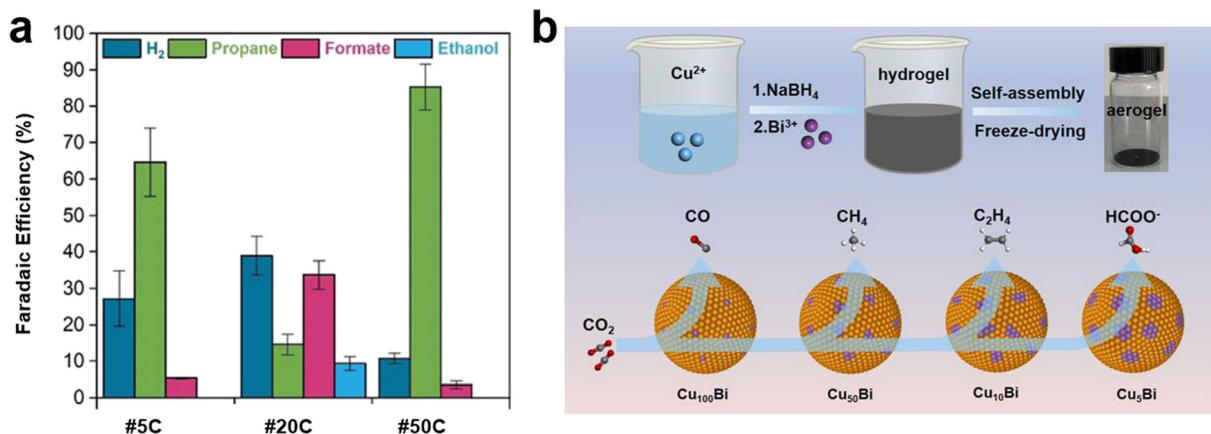 a
H₂ Propane Formate Ethanol
100
90
80
70
60
50
40
30
20
10
0
Faradaic Efficiency (%)
#5C #20C #50C
b
Cu²⁺
1.NaBH₄
2.Bi³⁺
hydrogel
Self-assembly
Freeze-drying
aerogel
CO CH₄ C₂H₄ HCOO⁻
CO₂
Cu₁₀₀Bi Cu₅₀Bi Cu₁₀Bi Cu₅Bi